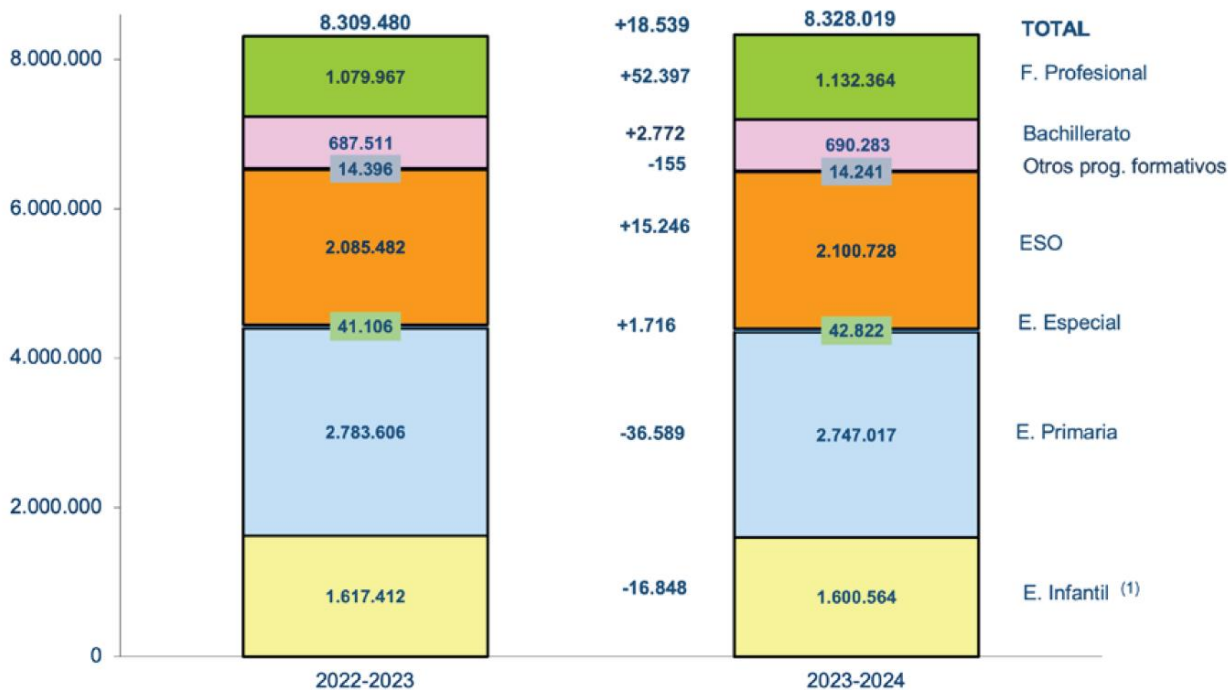 8.309.480 +18.539 8.328.019 TOTAL
8.000.000
1.079.967 +52.397 1.132.364 F. Profesional
687.511 +2.772 690.283 Bachillerato
14.396 -155 14.241 Otros prog. formativos
6.000.000
2.085.482 +15.246 2.100.728 ESO
41.106 +1.716 42.822 E. Especial
4.000.000
2.783.606 -36.589 2.747.017 E. Primaria
2.000.000
1.617.412 -16.848 1.600.564 E. Infantil (1)
0
2022-2023 2023-2024